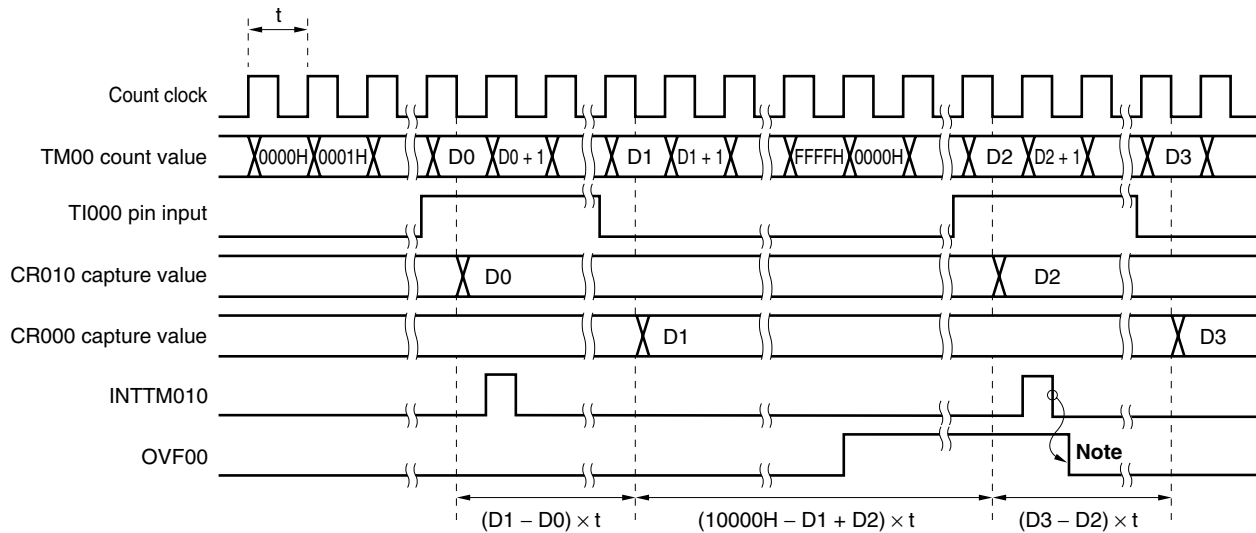 t
Count clock
TM00 count value 0000H 0001H D0 D0 + 1 D1 D1 + 1 FFFFH 0000H D2 D2 + 1 D3
TI000 pin input
CR010 capture value D0 D2
CR000 capture value D1 D3
INTTM010
OVF00 Note
(D1 − D0) × t (10000H − D1 + D2) × t (D3 − D2) × t